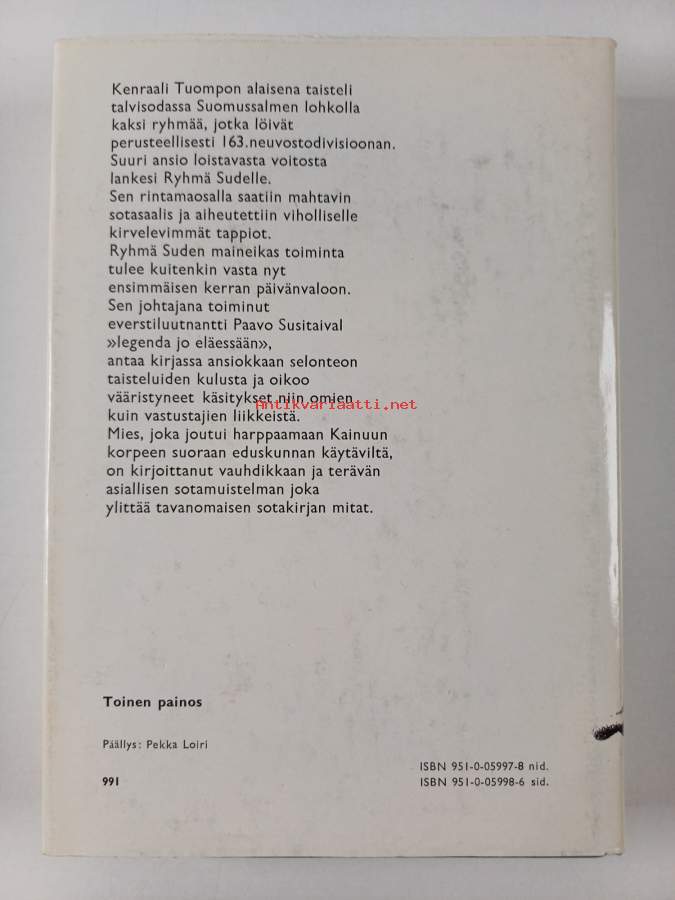 Kenraali Tuompon alaisena taisteli
talvisodassa Suomussalmen lohkolla
kaksi ryhmää, jotka löivät
perusteellisesti 163.neuvostodivisioonan.
Suuri ansio loistavasta voitosta
lankesi Ryhmä Sudelle.
Sen rintamaosalla saatiin mahtavin
sotasaalis ja aiheutettiin viholliselle
kirvelevimmät tappiot.
Ryhmä Suden maineikas toiminta
tulee kuitenkin vasta nyt
ensimmäisen kerran päivänvaloon.
Sen johtajana toiminut
everstiluutnantti Paavo Susitaival
»legenda jo eläessään»,
antaa kirjassa ansiokkaan selonteon
taisteluiden kulusta ja oikoo
vääristyneet käsitykset niin omien
Antikvariaatti.net
kuin vastustajien liikkeistä.
Mies, joka joutui harppaamaan Kainuun
korpeen suoraan eduskunnan käytäviltä,
on kirjoittanut vauhdikkaan ja terävän
asiallisen sotamuistelman joka
ylittää tavanomaisen sotakirjan mitat.
Toinen painos
Päällys: Pekka Loiri
991
ISBN 951-0-05997-8 nid.
ISBN 951-0-05998-6 sid.